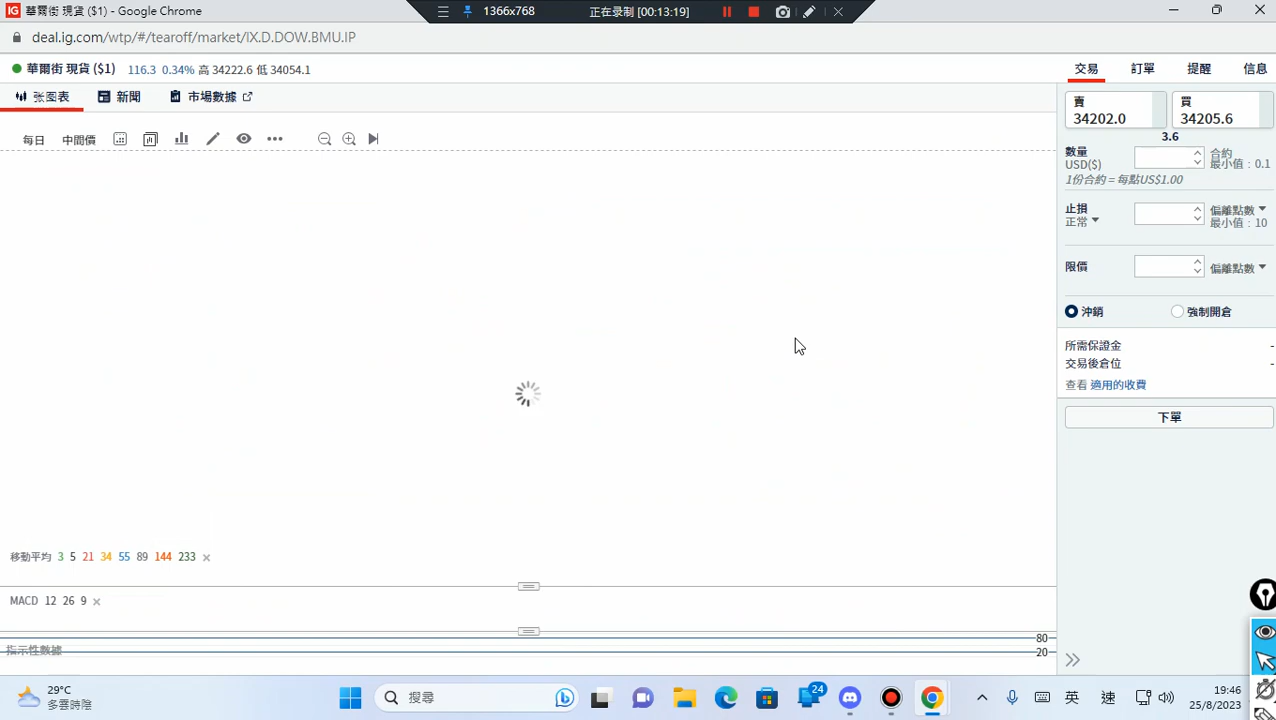 華爾街 現貨 ($1) - Google Chrome
1366x768
正在录制 [00:13:19]
deal.ig.com/wtp/#/tearoff/market/IX.D.DOW.BMU.IP
華爾街 現貨 ($1) 116.3 0.34% 高 34222.6 低 34054.1
交易 訂單 提醒 信息
张图表 新聞 市場數據
賣 34202.0
買 34205.6
3.6
每日 中間價
數量 USD($)
合約 最小值：0.1
1份合約 = 每點US$1.00
止損 正常
偏離點數 最小值：10
限價 偏離點數
沖銷 強制開倉
所需保證金 -
交易後倉位 -
查看 適用的收費
下單
移動平均 3 5 21 34 55 89 144 233
MACD 12 26 9
80
指示性數據
20
29°C
多雲時陰
搜尋
24
英
速
19:46
25/8/2023